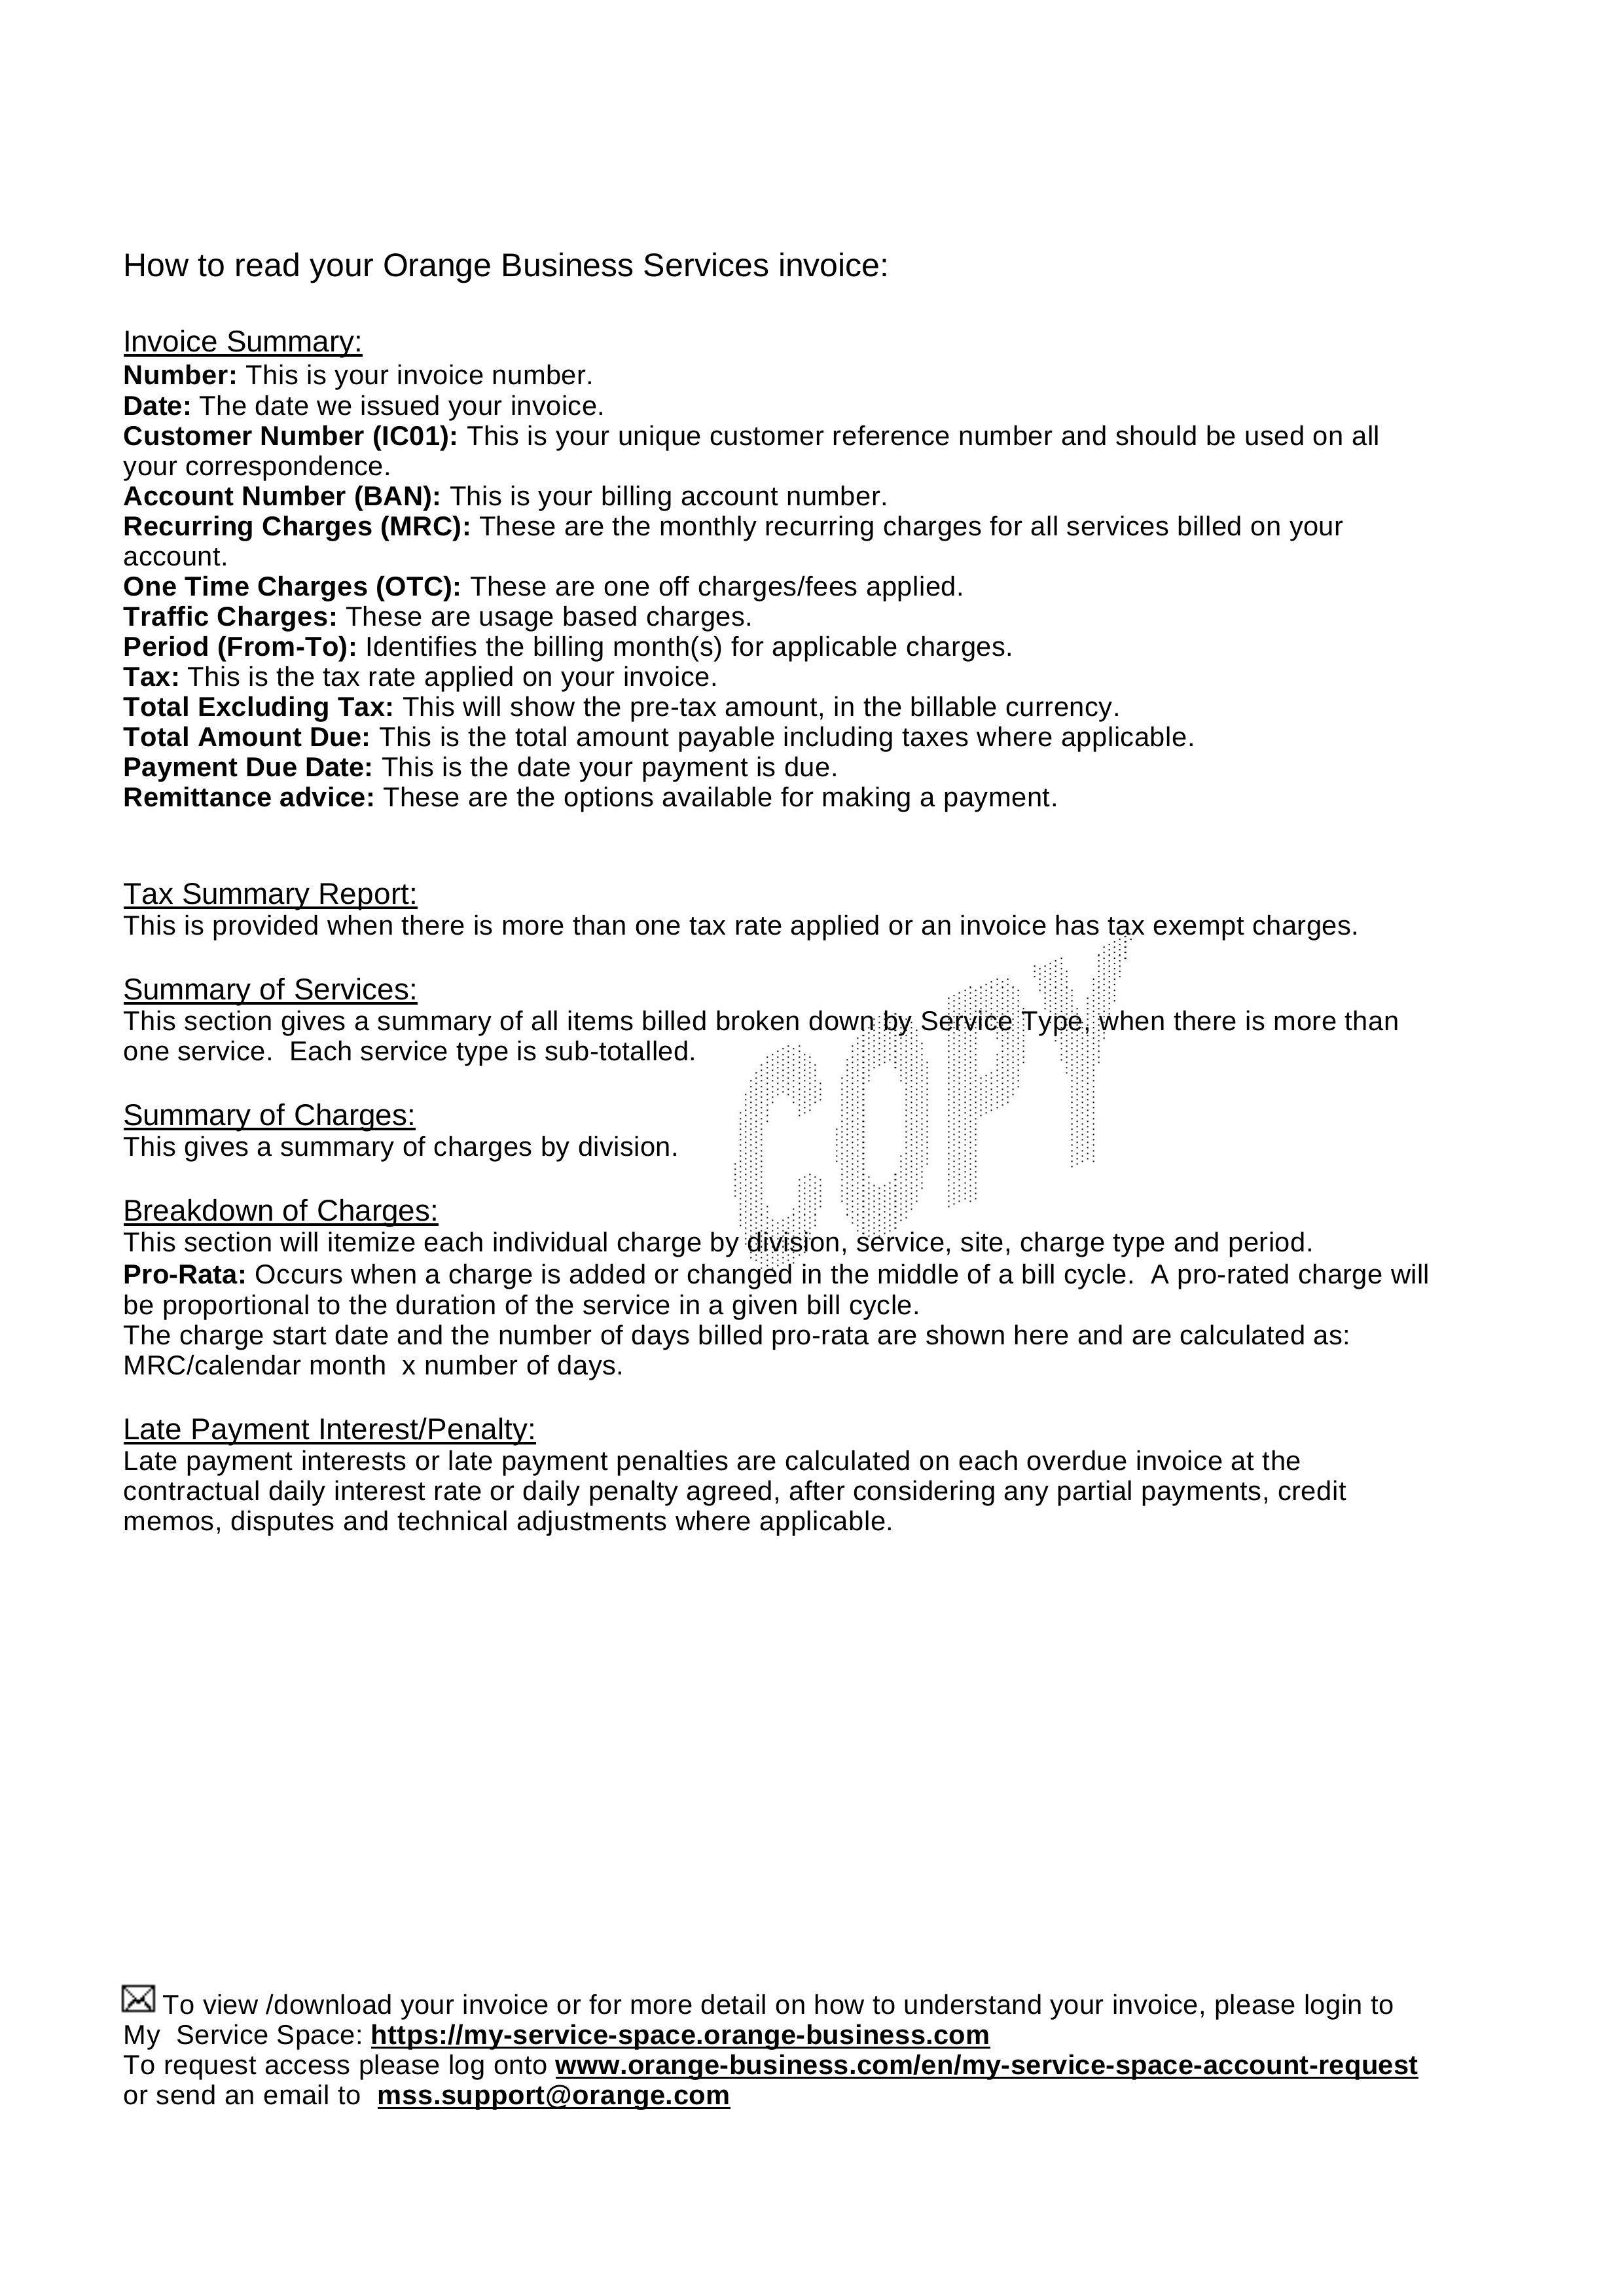 How to read your Orange Business Services invoice:
Invoice Summary:
Number: This is your invoice number.
Date: The date we issued your invoice.
Customer Number (IC01): This is your unique customer reference number and should be used on all
your correspondence.
Account Number (BAN): This is your billing account number.
Recurring Charges (MRC): These are the monthly recurring charges for all services billed on your
account.
One Time Charges (OTC): These are one off charges/fees applied.
Traffic Charges: These are usage based charges.
Period (From-To): Identifies the billing month(s) for applicable charges.
Tax: This is the tax rate applied on your invoice.
Total Excluding Tax: This will show the pre-tax amount, in the billable currency.
Total Amount Due: This is the total amount payable including taxes where applicable.
Payment Due Date: This is the date your payment is due.
Remittance advice: These are the options available for making a payment.
Tax Summary Report:
This is provided when there is more than one tax rate applied or an invoice has tax exempt charges.
Summary of Services:
This section gives a summary of all items billed broken down by Service Type, when there is more than
one service.  Each service type is sub-totalled.
COPY
Summary of Charges:
This gives a summary of charges by division.
Breakdown of Charges:
This section will itemize each individual charge by division, service, site, charge type and period.
Pro-Rata: Occurs when a charge is added or changed in the middle of a bill cycle.  A pro-rated charge will
be proportional to the duration of the service in a given bill cycle.
The charge start date and the number of days billed pro-rata are shown here and are calculated as:
MRC/calendar month  x number of days.
Late Payment Interest/Penalty:
Late payment interests or late payment penalties are calculated on each overdue invoice at the
contractual daily interest rate or daily penalty agreed, after considering any partial payments, credit
memos, disputes and technical adjustments where applicable.
To view /download your invoice or for more detail on how to understand your invoice, please login to
My  Service Space: https://my-service-space.orange-business.com
To request access please log onto www.orange-business.com/en/my-service-space-account-request
or send an email to  mss.support@orange.com